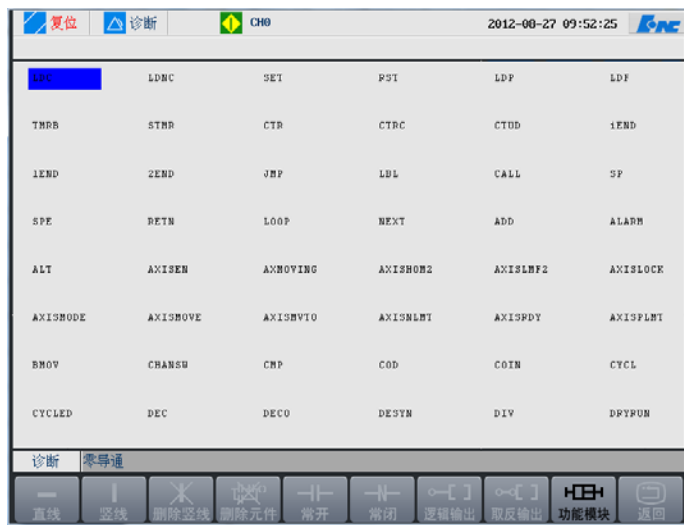 复位 诊断 CH0 2012-08-27 09:52:25
LDC LDNC SET RST LDP LDF
TMRB STMR CTR CTRC CTUD iEND
1END 2END JMP LBL CALL SP
SPE RETN LOOP NEXT ADD ALARM
ALT AXISEN AXMOVING AXISHOM2 AXISLMF2 AXISLOCK
AXISMODE AXISMOVE AXISMVTO AXISNLMT AXISRDY AXISPLMT
BMOV CHANSW CMP COD COIN CYCL
CYCLED DEC DECO DESYN DIV DRYRUN
诊断 零导通
直线 竖线 删除竖线 删除元件 常开 常闭 逻辑输出 取反输出 功能模块 返回